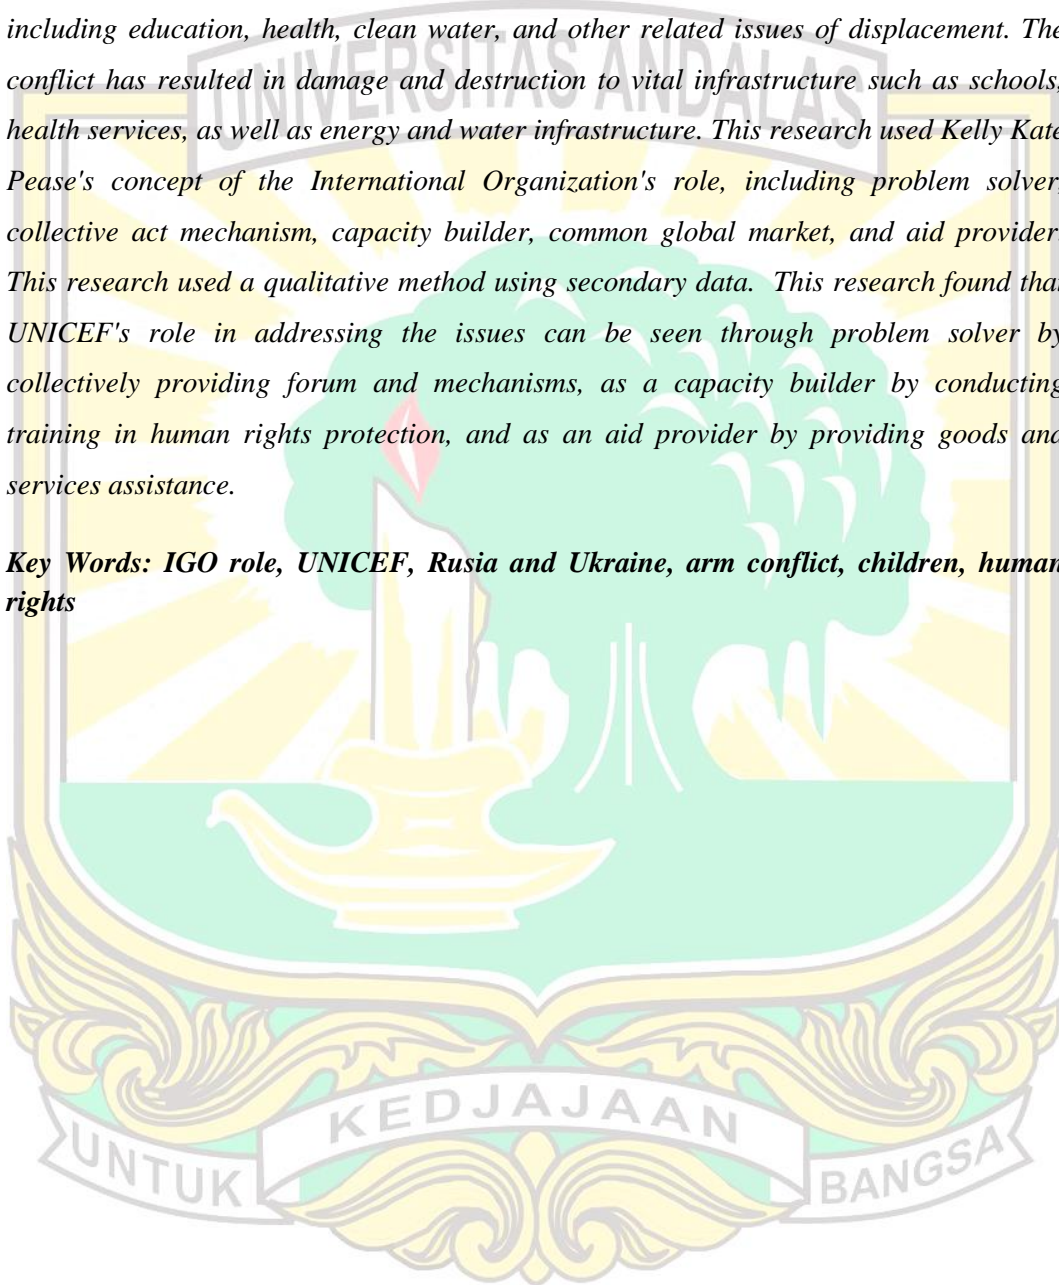 including education, health, clean water, and other related issues of displacement. The
conflict has resulted in damage and destruction to vital infrastructure such as schools,
health services, as well as energy and water infrastructure. This research used Kelly Kate
Pease's concept of the International Organization's role, including problem solver,
collective act mechanism, capacity builder, common global market, and aid provider.
This research used a qualitative method using secondary data. This research found that
UNICEF's role in addressing the issues can be seen through problem solver by
collectively providing forum and mechanisms, as a capacity builder by conducting
training in human rights protection, and as an aid provider by providing goods and
services assistance.
Key Words: IGO role, UNICEF, Rusia and Ukraine, arm conflict, children, human
rights
UNIVERSITAS ANDALAS
UNTUK KEDJAJAAN BANGSA